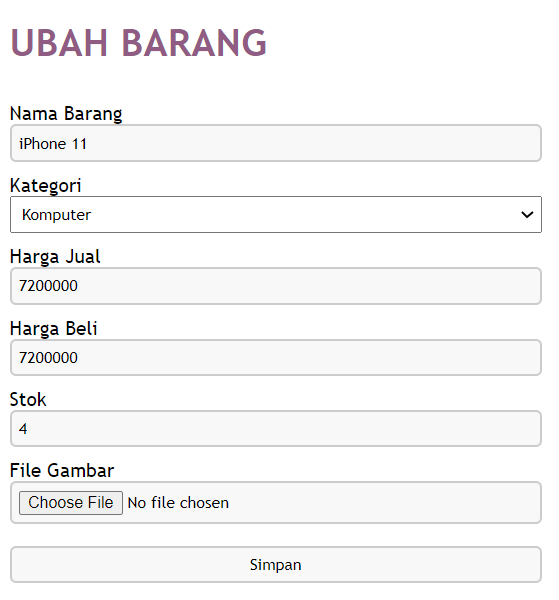 UBAH BARANG
Nama Barang
iPhone 11
Kategori
Komputer
Harga Jual
7200000
Harga Beli
7200000
Stok
4
File Gambar
Choose File No file chosen
Simpan